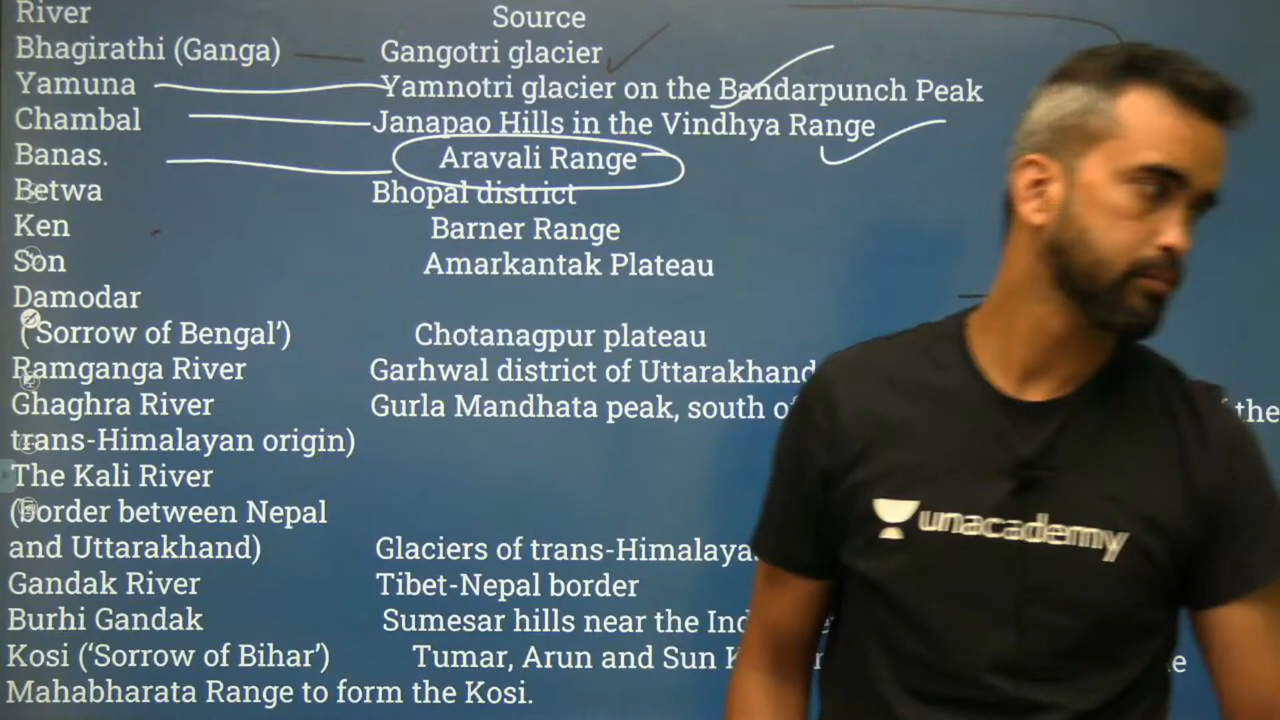 River Source
Bhagirathi (Ganga) Gangotri glacier
Yamuna Yamnotri glacier on the Bandarpunch Peak
Chambal Janapao Hills in the Vindhya Range
Banas. Aravali Range
Betwa Bhopal district
Ken Barner Range
Son Amarkantak Plateau
Damodar
('Sorrow of Bengal') Chotanagpur plateau
Ramganga River Garhwal district of Uttarakhand
Ghaghra River Gurla Mandhata peak, south of the
trans-Himalayan origin)
The Kali River
(border between Nepal
and Uttarakhand) Glaciers of trans-Himalaya
Gandak River Tibet-Nepal border
Burhi Gandak Sumesar hills near the
Kosi ('Sorrow of Bihar') Tumar, Arun and Sun
Mahabharata Range to form the Kosi.
unacademy